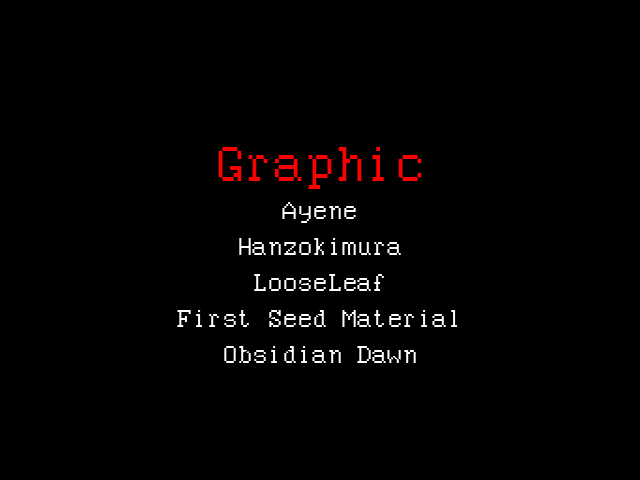 Graphic
Ayene
Hanzokimura
LooseLeaf
First Seed Material
Obsidian Dawn